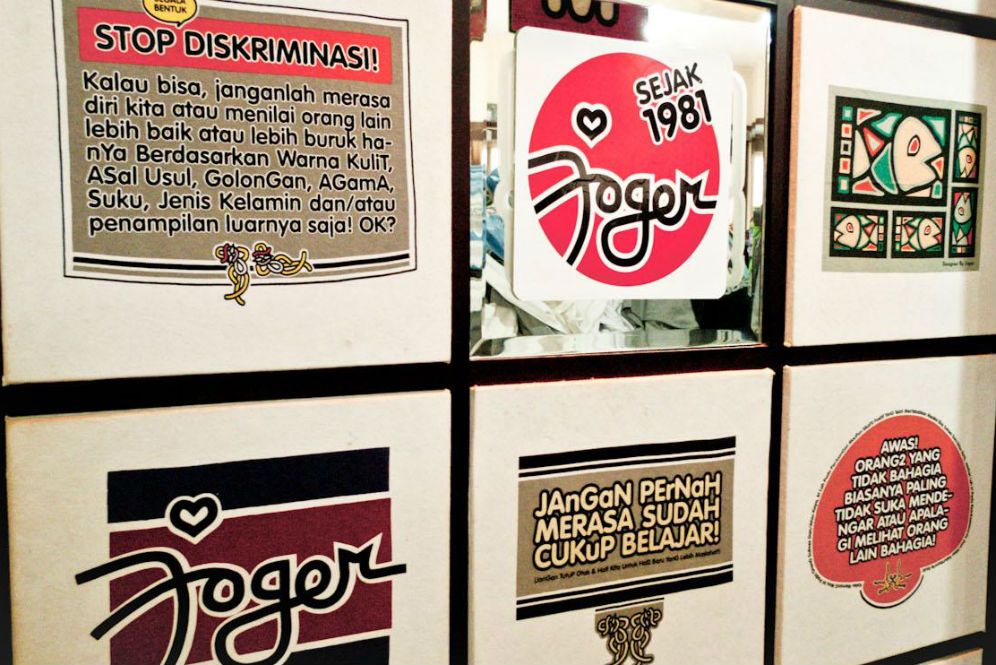 SEGALA
BENTUK
STOP DISKRIMINASI!
Kalau bisa, janganlah merasa
diri kita atau menilai orang lain
lebih baik atau lebih buruk ha-
nYa Berdasarkan Warna KuliT,
ASal Usul, GolonGan, AGamA,
Suku, Jenis Kelamin dan/atau
penampilan luarnya saja! OK?
SEJAK
1981
Joger
Joger
JAnGaN PErNaH
MERASA SUDAH
CUKuP BELAJAR!
AWAS!
ORANG2 YANG
TIDAK BAHAGIA
BIASANYA PALING
TIDAK SUKA MENDE-
NGAR ATAU APALA-
GI MELIHAT ORANG
LAIN BAHAGIA!